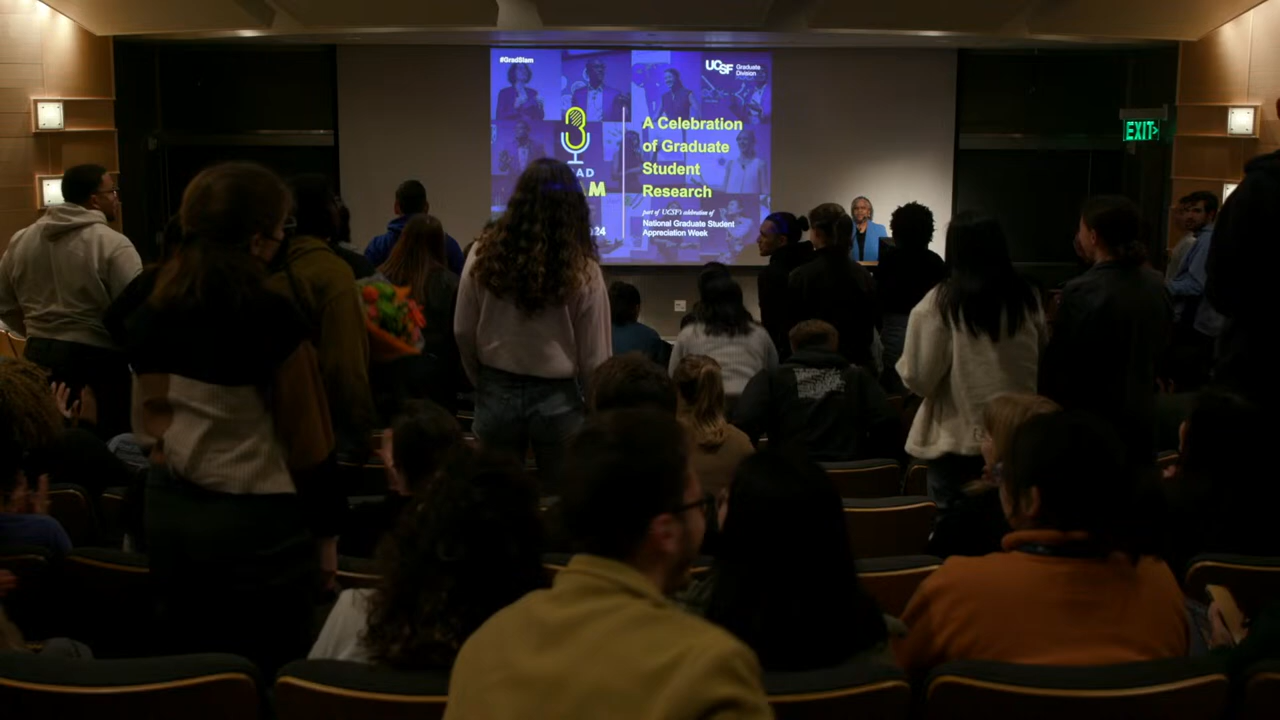 #GradSlam
UCSF Graduate
Division
A Celebration
of Graduate
Student
Research
part of UCSF's celebration of
National Graduate Student
Appreciation Week
EXIT